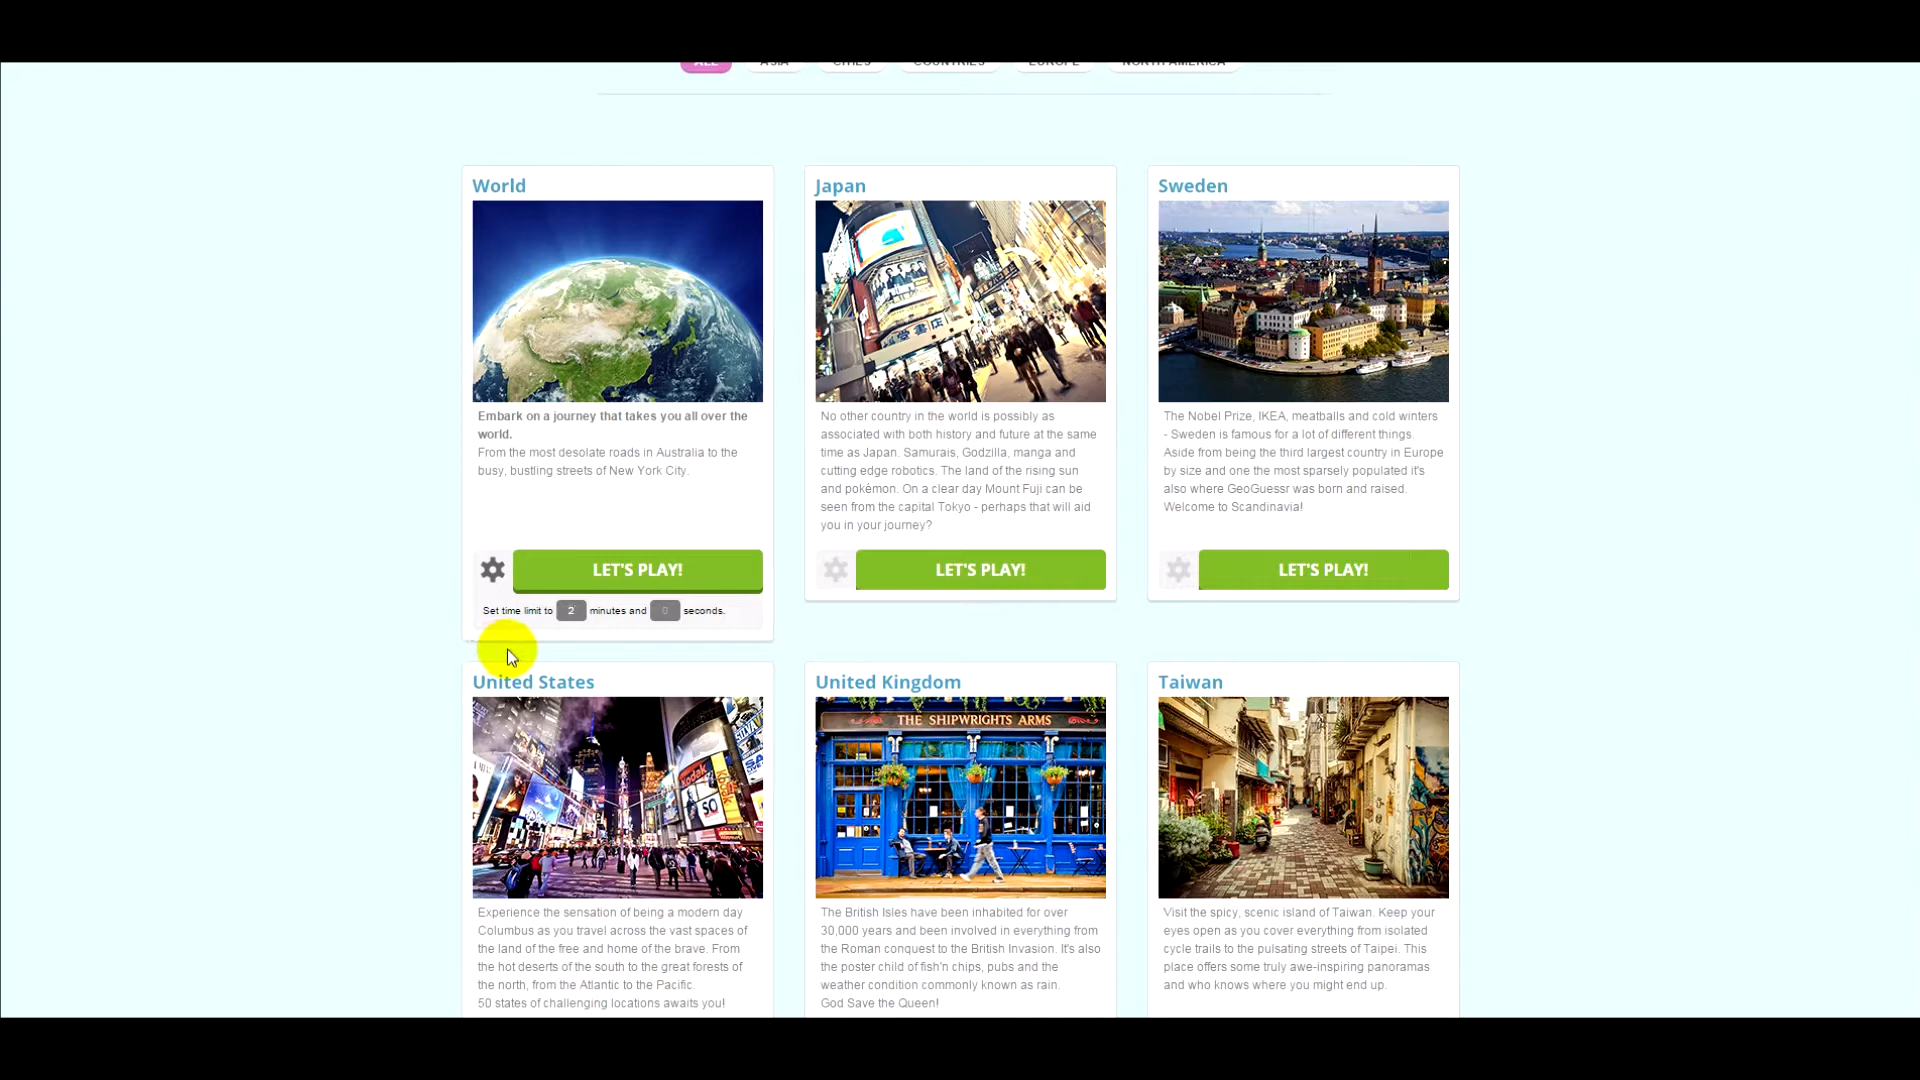 ALL ASIA CITIES COUNTRIES EUROPE NORTH AMERICA
World
Embark on a journey that takes you all over the
world.
From the most desolate roads in Australia to the
busy, bustling streets of New York City.
LET'S PLAY!
Set time limit to 2 minutes and 0 seconds.
Japan
No other country in the world is possibly as
associated with both history and future at the same
time as Japan. Samurais, Godzilla, manga and
cutting edge robotics. The land of the rising sun
and pokémon. On a clear day Mount Fuji can be
seen from the capital Tokyo - perhaps that will aid
you in your journey?
LET'S PLAY!
Sweden
The Nobel Prize, IKEA, meatballs and cold winters
- Sweden is famous for a lot of different things.
Aside from being the third largest country in Europe
by size and one the most sparsely populated it's
also where GeoGuessr was born and raised.
Welcome to Scandinavia!
LET'S PLAY!
United States
Kodak
50
Experience the sensation of being a modern day
Columbus as you travel across the vast spaces of
the land of the free and home of the brave. From
the hot deserts of the south to the great forests of
the north, from the Atlantic to the Pacific.
50 states of challenging locations awaits you!
United Kingdom
THE SHIPWRIGHTS ARMS
The British Isles have been inhabited for over
30,000 years and been involved in everything from
the Roman conquest to the British Invasion. It's also
the poster child of fish'n chips, pubs and the
weather condition commonly known as rain.
God Save the Queen!
Taiwan
Visit the spicy, scenic island of Taiwan. Keep your
eyes open as you cover everything from isolated
cycle trails to the pulsating streets of Taipei. This
place offers some truly awe-inspiring panoramas
and who knows where you might end up.